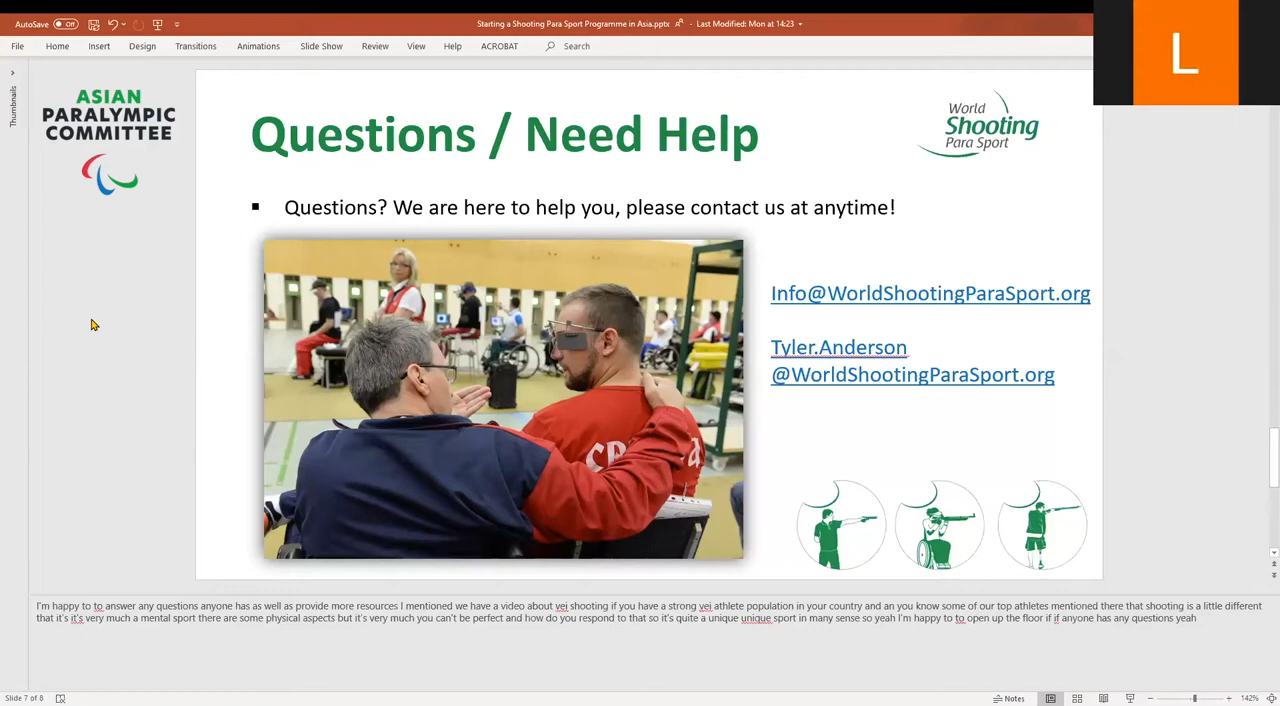 AutoSave Off
Starting a Shooting Para Sport Programme in Asia.pptx - Last Modified: Mon at 14:23
File Home Insert Design Transitions Animations Slide Show Review View Help ACROBAT Search
Thumbnails
ASIAN
PARALYMPIC
COMMITTEE
L
Questions / Need Help
World
Shooting
Para Sport
▪ Questions? We are here to help you, please contact us at anytime!
Info@WorldShootingParaSport.org
Tyler.Anderson
@WorldShootingParaSport.org
I'm happy to to answer any questions anyone has as well as provide more resources I mentioned we have a video about vei shooting if you have a strong vei athlete population in your country and an you know some of our top athletes mentioned there that shooting is a little different
that it's it's very much a mental sport there are some physical aspects but it's very much you can't be perfect and how do you respond to that so it's quite a unique unique sport in many sense so yeah I'm happy to to open up the floor if if anyone has any questions yeah
Slide 7 of 8
Notes
142%